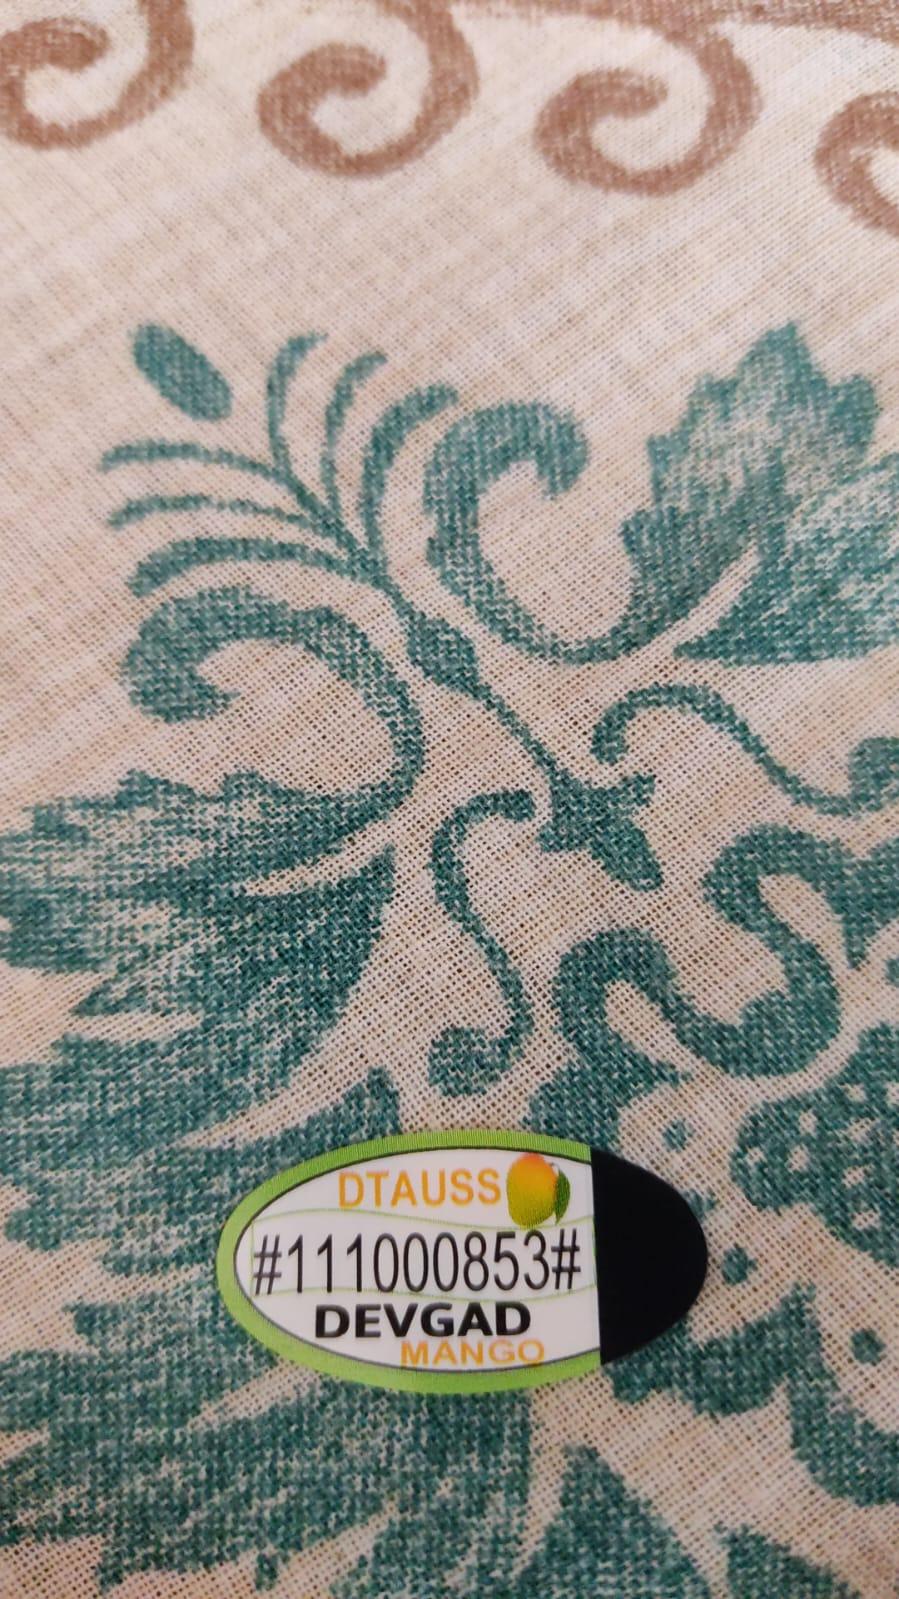 DTAUSS
#111000853#
DEVGAD
MANGO